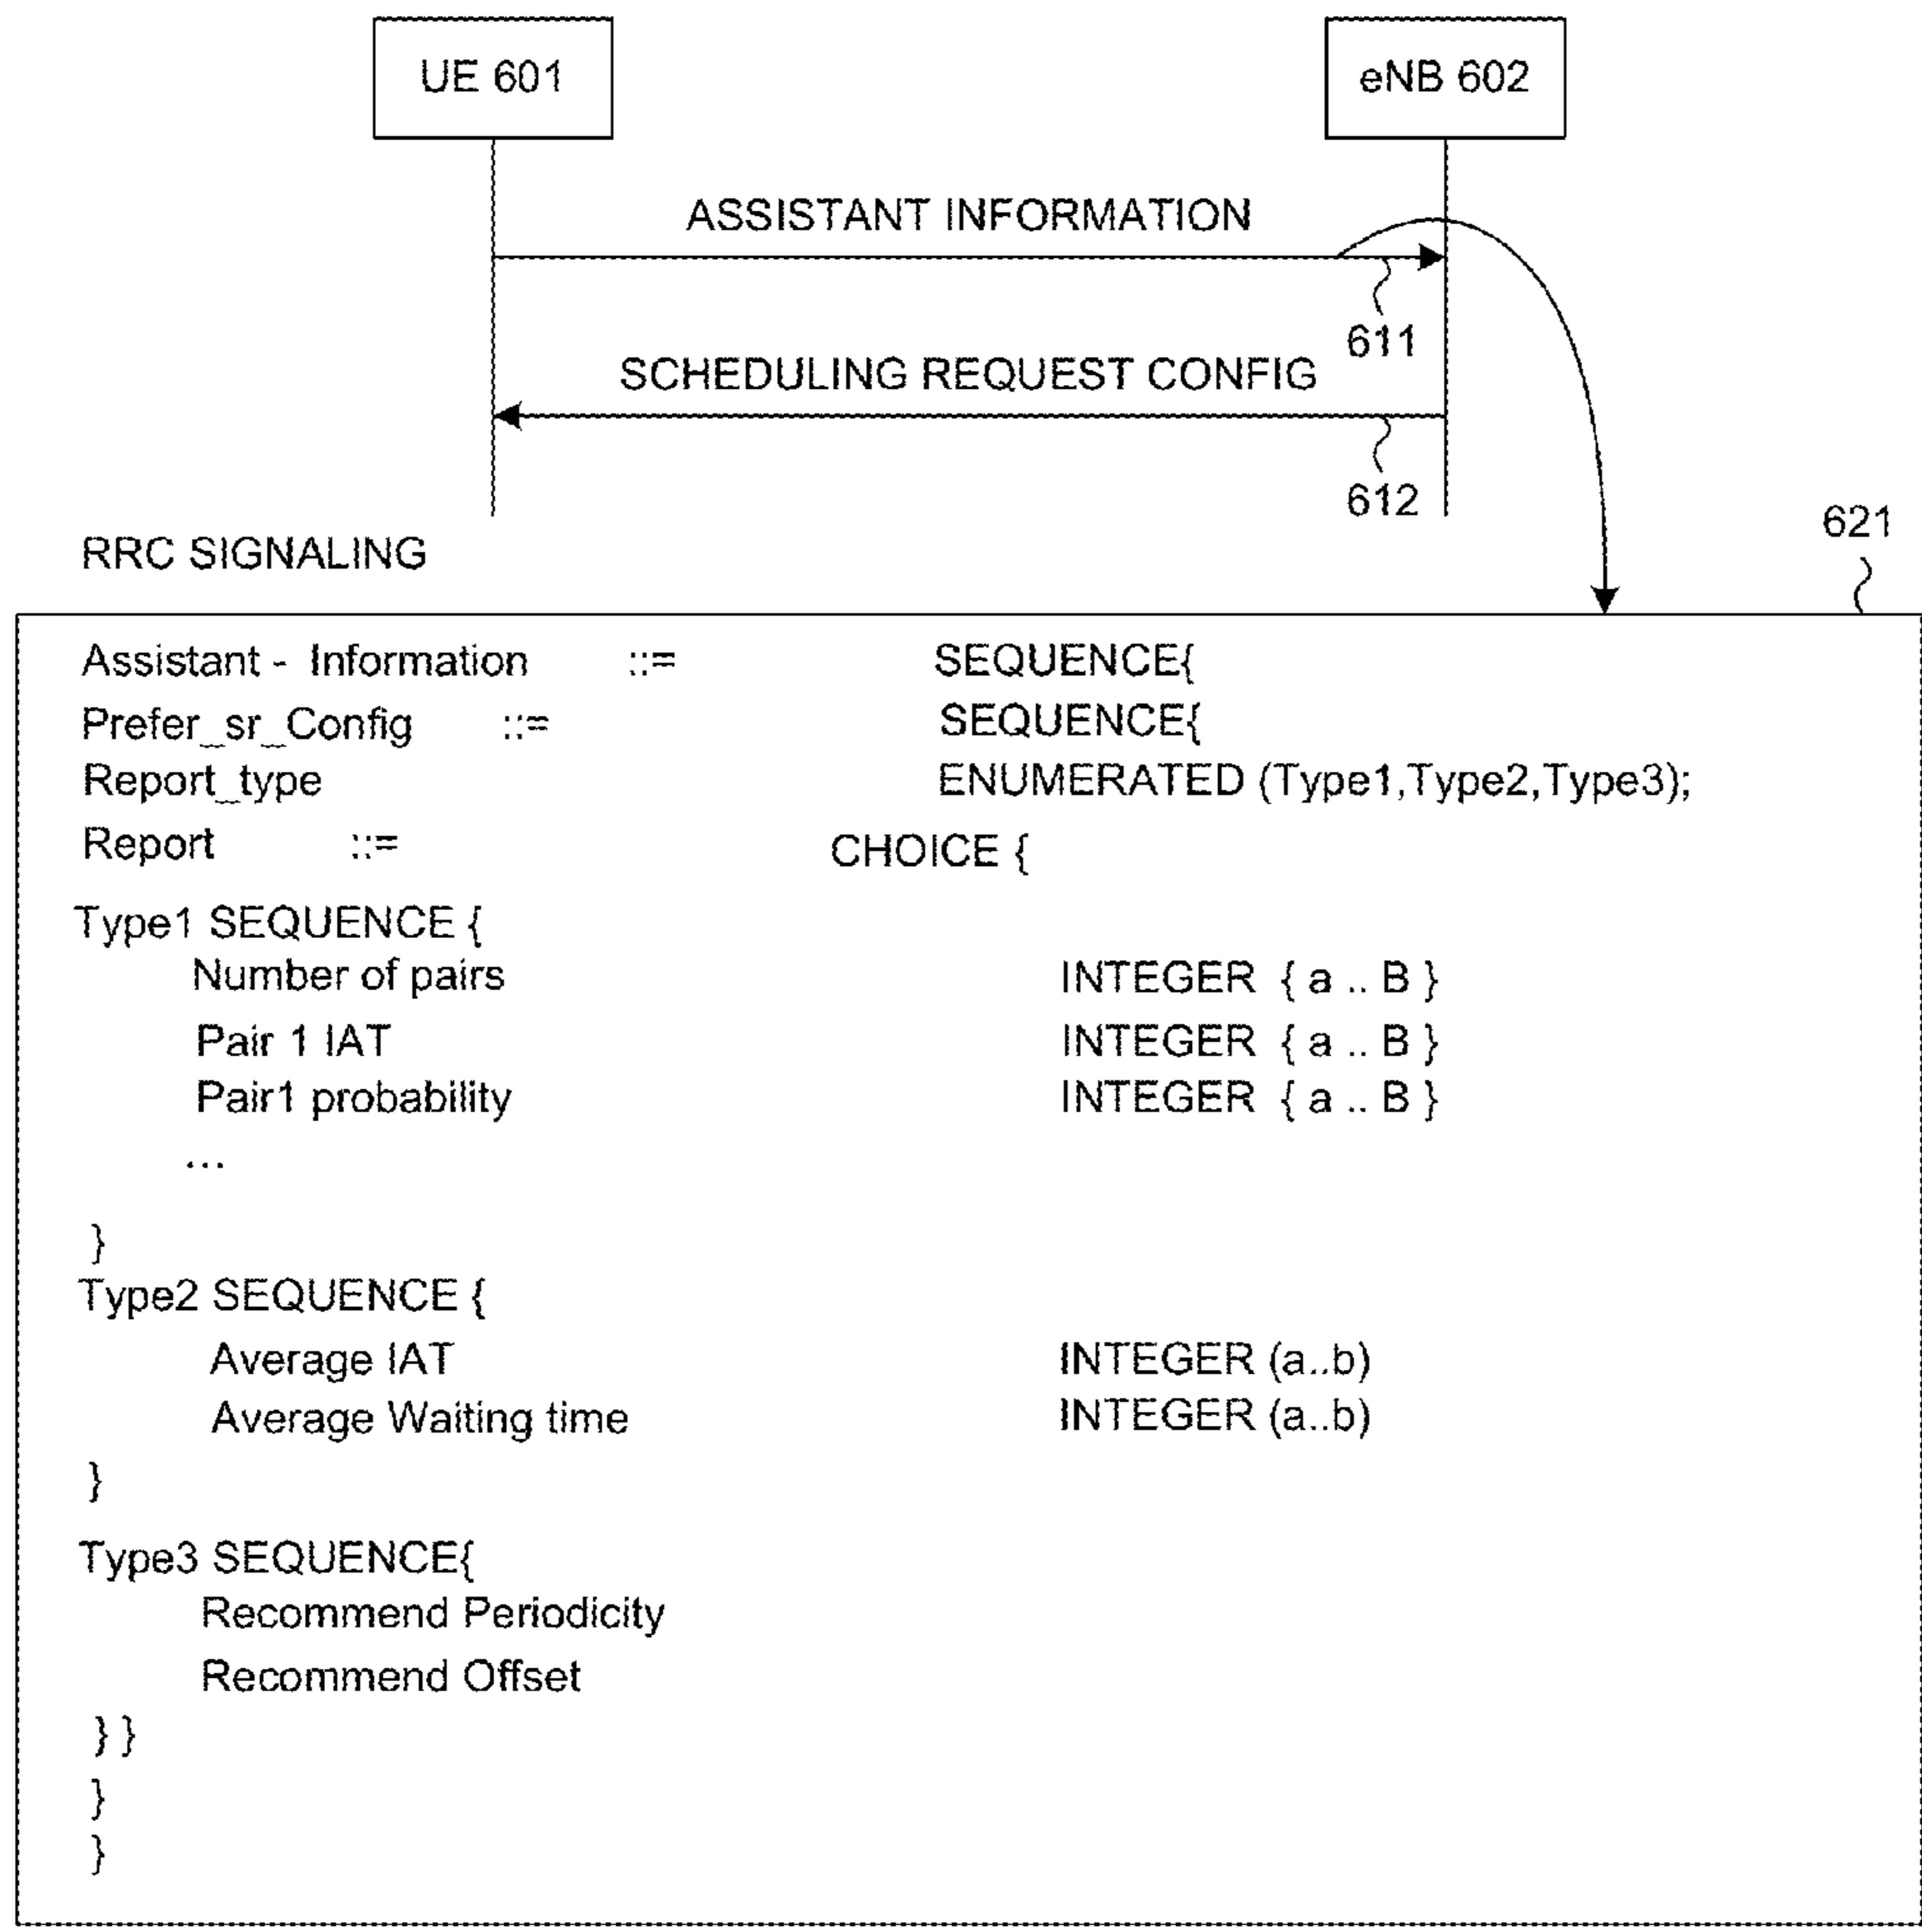 UE 601
eNB 602
ASSISTANT INFORMATION
611
SCHEDULING REQUEST CONFIG
612
621
RRC SIGNALING
Assistant - Information ::= SEQUENCE{
Prefer_sr_Config ::= SEQUENCE{
Report_type ENUMERATED (Type1,Type2,Type3);
Report ::= CHOICE {
Type1 SEQUENCE {
Number of pairs INTEGER { a .. B }
Pair 1 IAT INTEGER { a .. B }
Pair1 probability INTEGER { a .. B }
...
}
Type2 SEQUENCE {
Average IAT INTEGER (a..b)
Average Waiting time INTEGER (a..b)
}
Type3 SEQUENCE{
Recommend Periodicity
Recommend Offset
} }
}
}